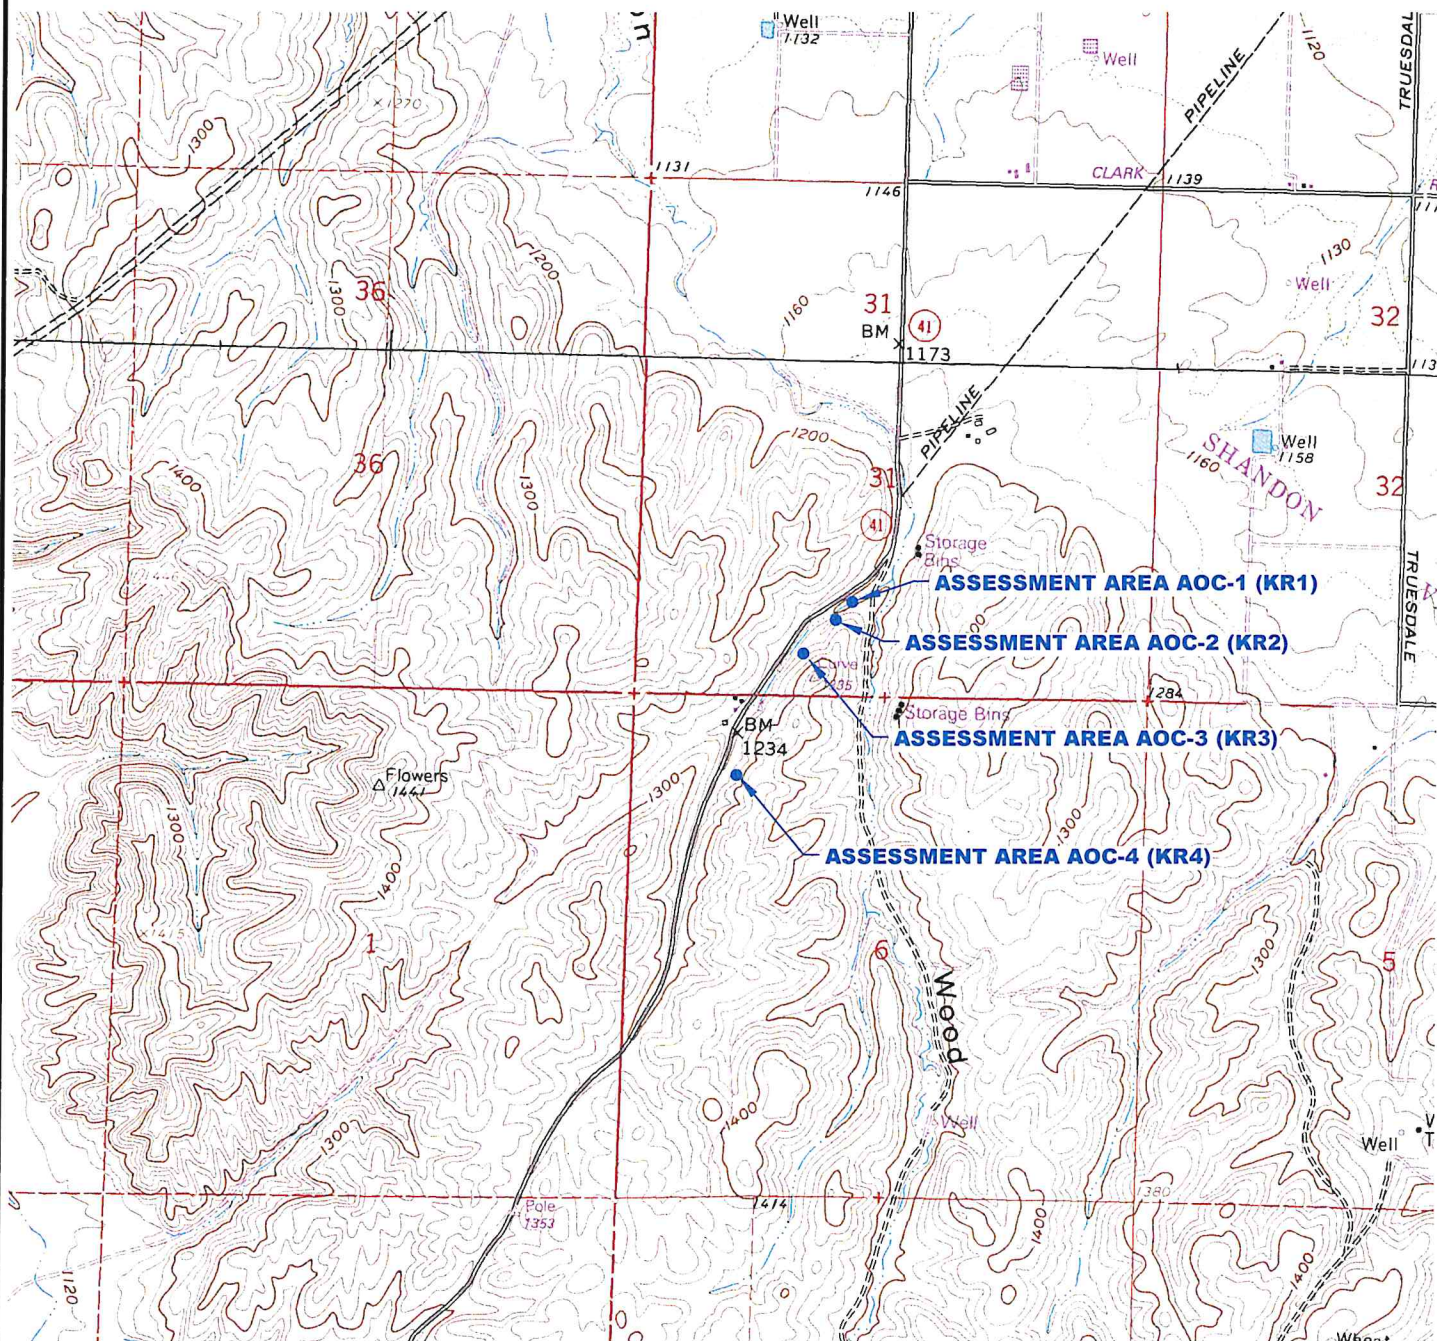 on
Well
1132
Well
PIPELINE
1120
TRUESDAL
×1270
1300
1131
1146
CLARK
1139
1200
1300
36
1160
31
BM
41
1173
1130
Well
32
113
PIPELINE
1200
1400
36
1300
31
41
SHANDON
1160
Well
1158
32
Storage
Bins
TRUESDALE
ASSESSMENT AREA AOC-1 (KR1)
ASSESSMENT AREA AOC-2 (KR2)
1284
Storage Bins
BM
1234
ASSESSMENT AREA AOC-3 (KR3)
Flowers
1441
1300
1300
1300
1400
ASSESSMENT AREA AOC-4 (KR4)
×1415
1
6
1300
5
Wood
1400
1300
Well
Well
Pole
1353
1414
1380
1400
1400
1120